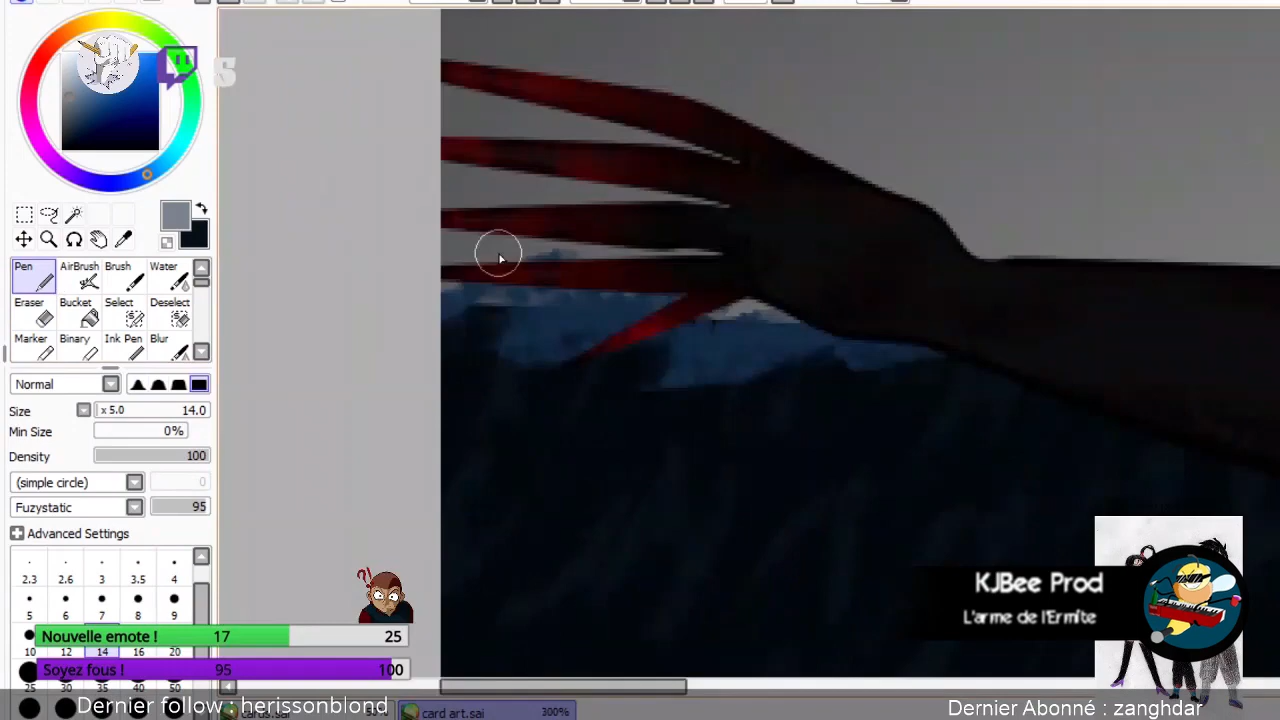 S
Pen
AirBrush
Brush
Water
Eraser
Bucket
Select
Deselect
Marker
Binary
Ink Pen
Blur
Normal
Size
x 5.0
14.0
Min Size
0%
Density
100
(simple circle)
0
Fuzystatic
95
Advanced Settings
2.3 2.6 3 3.5 4
5 6 7 8 9
10 12 14 16 20
25 30 35 40 50
Nouvelle emote ! 17 25
Soyez fous ! 95 100
Dernier follow : herissonblond
cards.sai
card art.sai 300%
KJBee Prod
L'arme de l'Ermite
Dernier Abonné : zanghdar